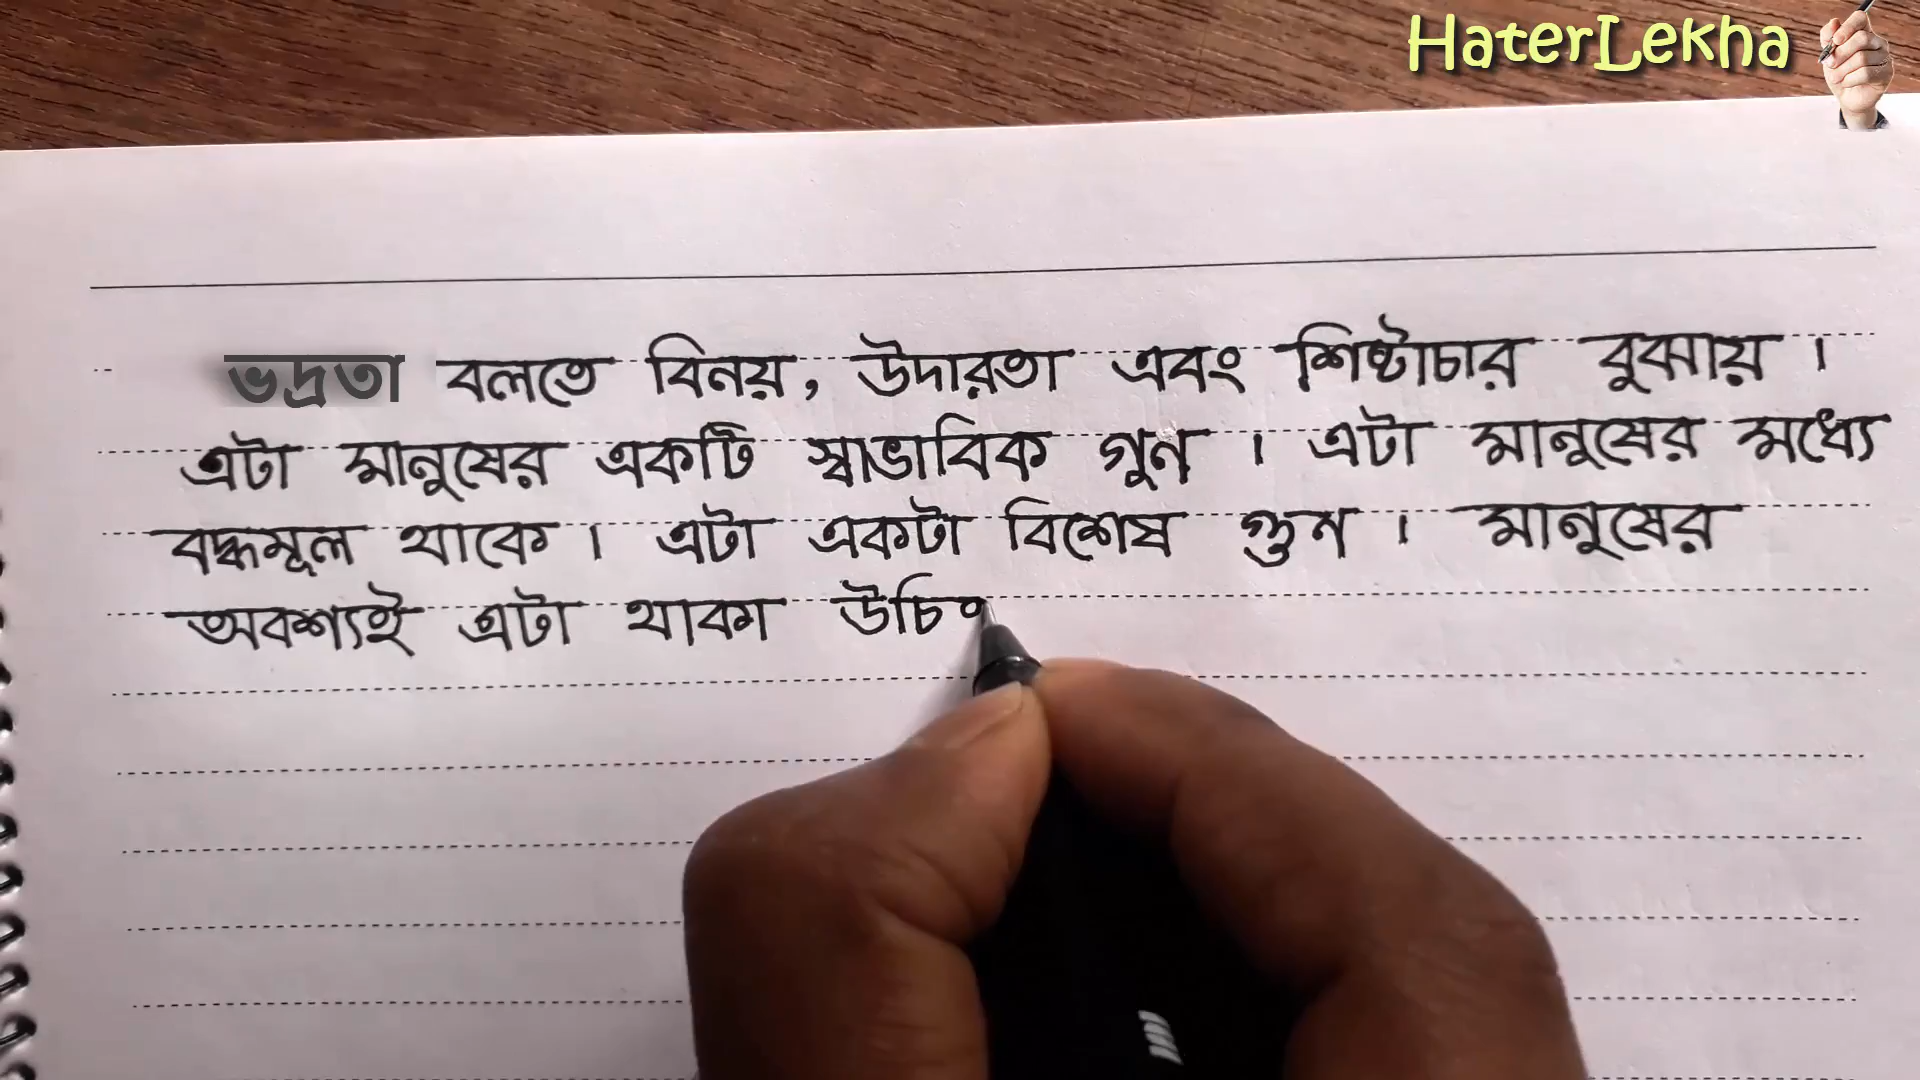 HaterLekha
ভদ্রতা বলতে বিনয়, উদারতা এবং শিষ্টাচার বুঝায় ।
এটা মানুষের একটি স্বাভাবিক গুন । এটা মানুষের মধ্যে
বদ্ধমূল থাকে । এটা একটা বিশেষ গুন । মানুষের
অবশ্যই এটা থাকা